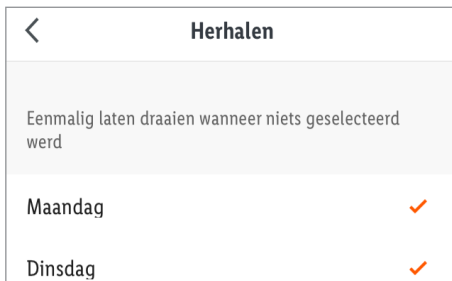 Herhalen
Eenmalig laten draaien wanneer niets geselecteerd
werd
Maandag
Dinsdag